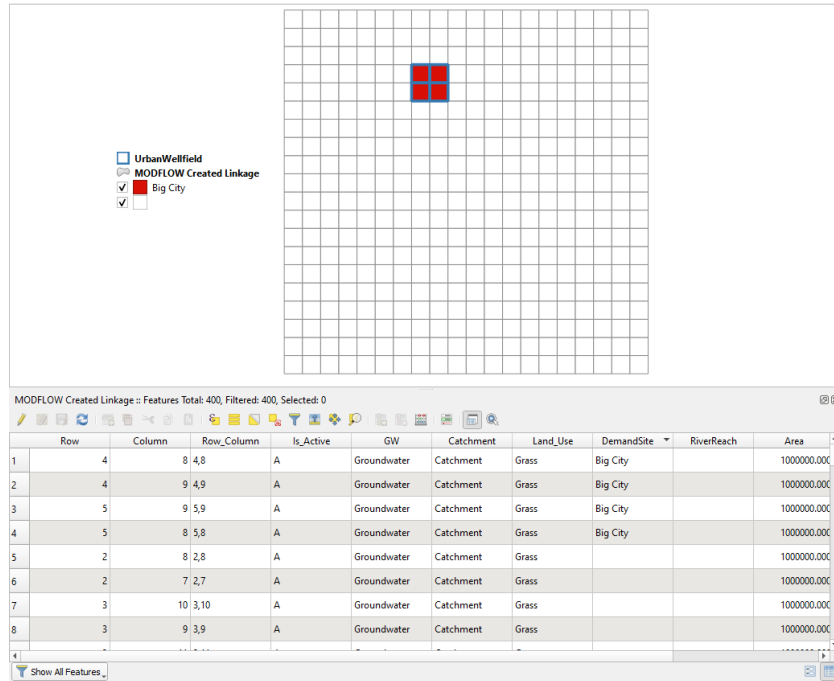 UrbanWellfield
MODFLOW Created Linkage
Big City
MODFLOW Created Linkage :: Features Total: 400, Filtered: 400, Selected: 0
Row Column Row_Column Is_Active GW Catchment Land_Use DemandSite RiverReach Area
1 4 8 4,8 A Groundwater Catchment Grass Big City 1000000.000
2 4 9 4,9 A Groundwater Catchment Grass Big City 1000000.000
3 5 9 5,9 A Groundwater Catchment Grass Big City 1000000.000
4 5 8 5,8 A Groundwater Catchment Grass Big City 1000000.000
5 2 8 2,8 A Groundwater Catchment Grass 1000000.000
6 2 7 2,7 A Groundwater Catchment Grass 1000000.000
7 3 10 3,10 A Groundwater Catchment Grass 1000000.000
8 3 9 3,9 A Groundwater Catchment Grass 1000000.000
Show All Features